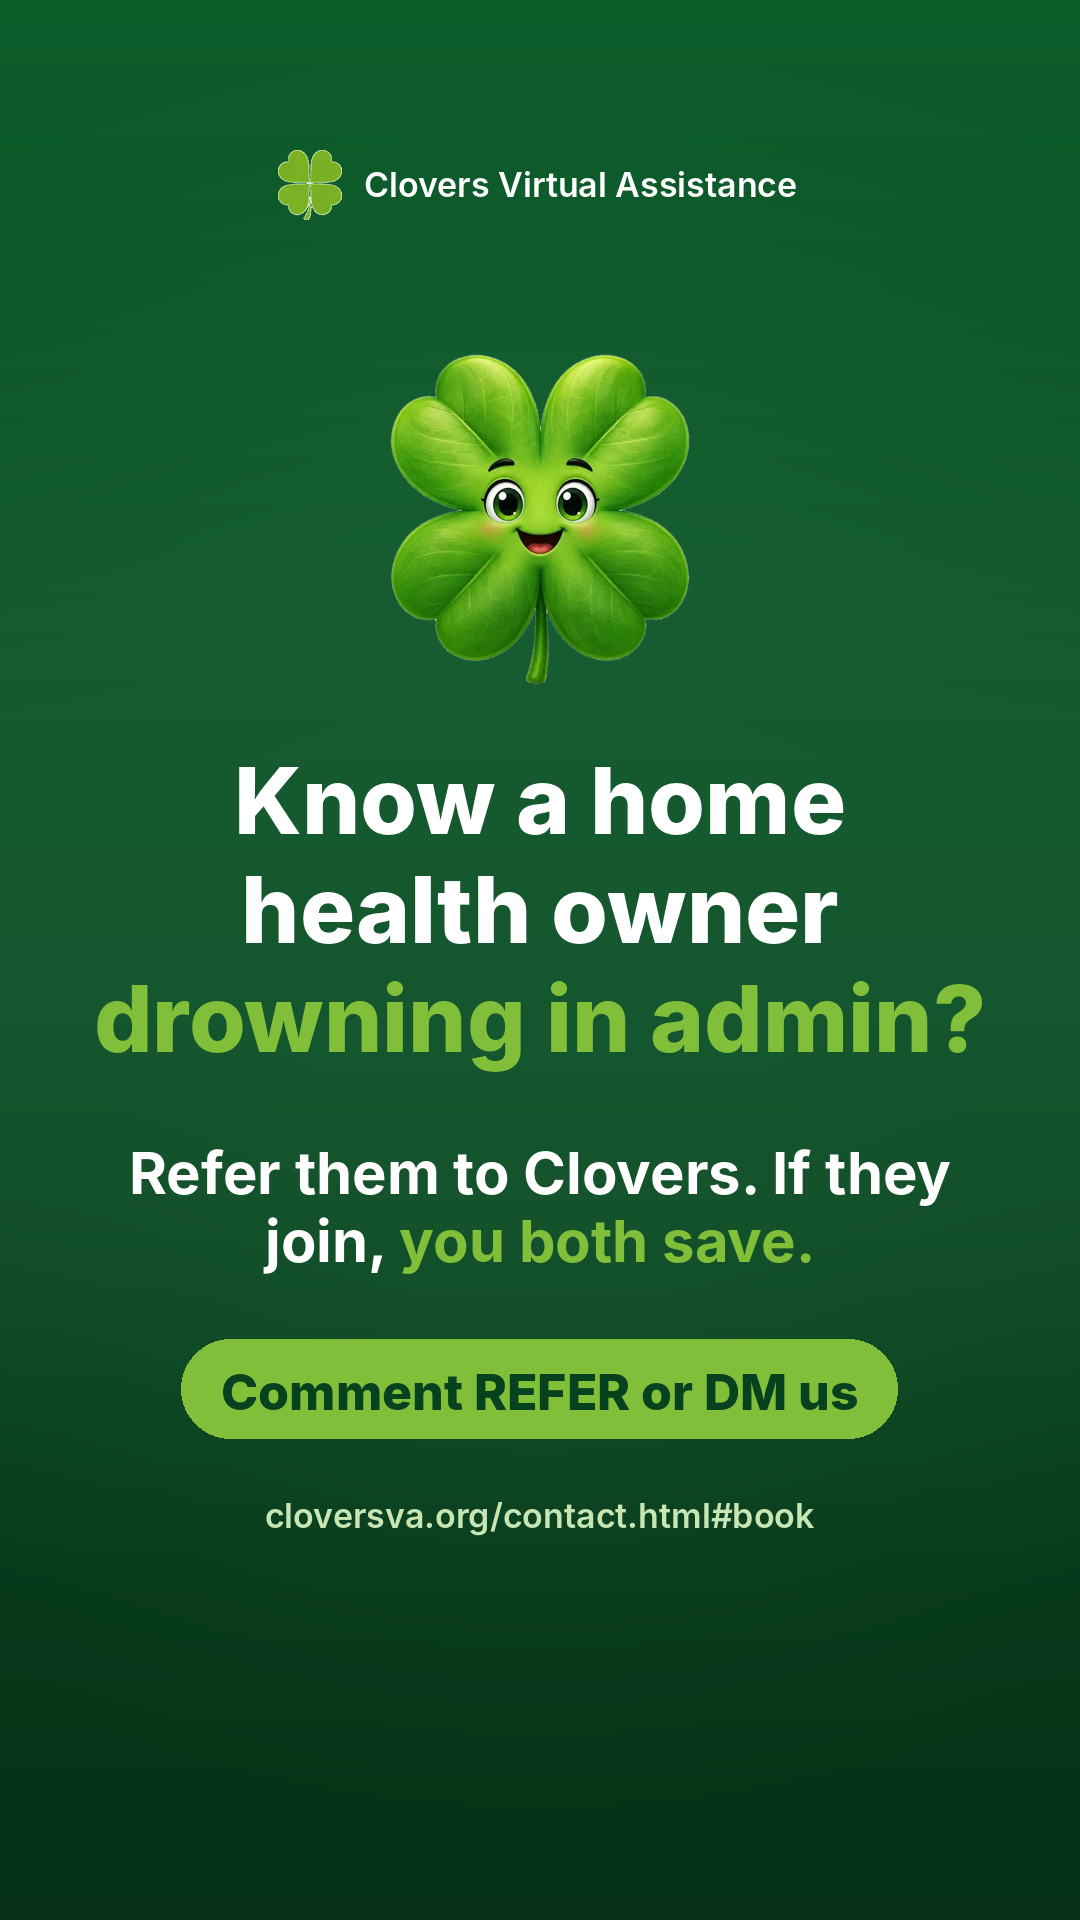 Clovers Virtual Assistance
Know a home
health owner
drowning in admin?
Refer them to Clovers. If they
join, you both save.
Comment REFER or DM us
cloversva.org/contact.html#book